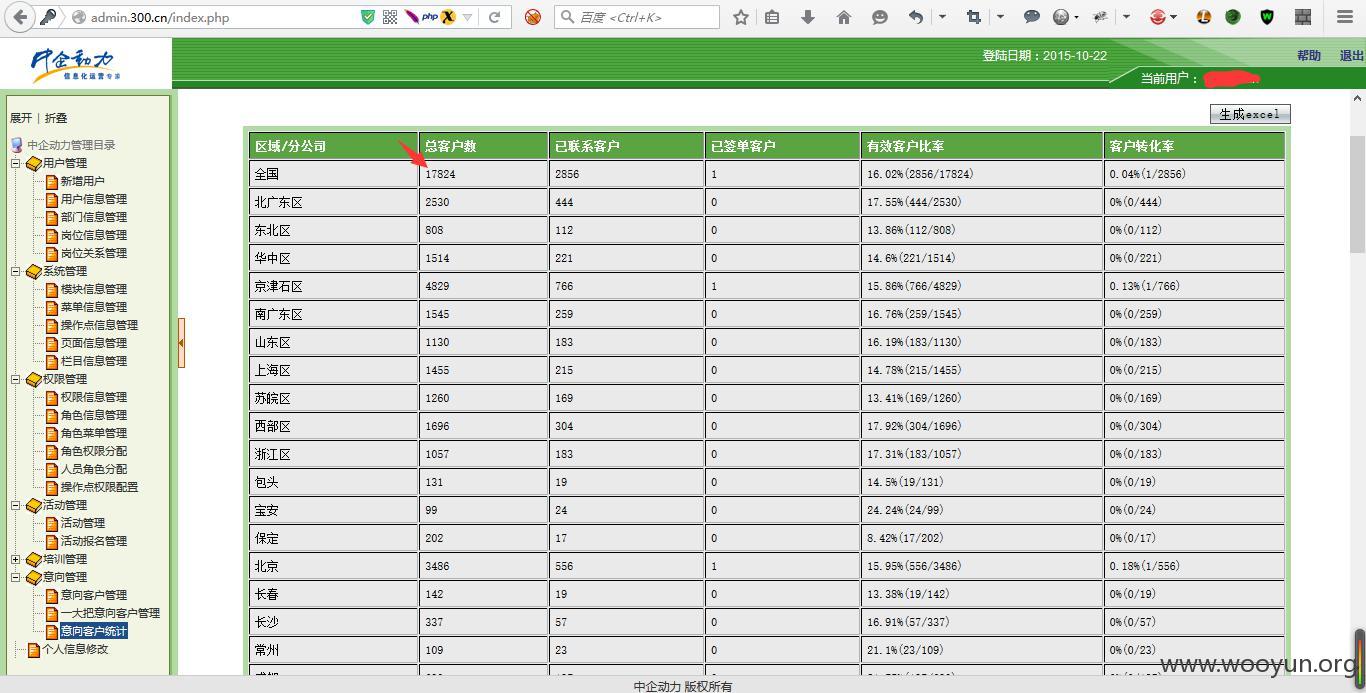 admin.300.cn/index.php
php
X
百度 <Ctrl+K>
W
中企动力
信息化运营专家
登陆日期：2015-10-22
帮助 退出
当前用户：
展开 | 折叠
中企动力管理目录
用户管理
新增用户
用户信息管理
部门信息管理
岗位信息管理
岗位关系管理
系统管理
模块信息管理
菜单信息管理
操作点信息管理
页面信息管理
栏目信息管理
权限管理
权限信息管理
角色信息管理
角色菜单管理
角色权限分配
人员角色分配
操作点权限配置
活动管理
活动管理
活动报名管理
培训管理
意向管理
意向客户管理
一大把意向客户管理
意向客户统计
个人信息修改
生成excel
区域/分公司 总客户数 已联系客户 已签单客户 有效客户比率 客户转化率
全国 17824 2856 1 16.02%(2856/17824) 0.04%(1/2856)
北广东区 2530 444 0 17.55%(444/2530) 0%(0/444)
东北区 808 112 0 13.86%(112/808) 0%(0/112)
华中区 1514 221 0 14.6%(221/1514) 0%(0/221)
京津石区 4829 766 1 15.86%(766/4829) 0.13%(1/766)
南广东区 1545 259 0 16.76%(259/1545) 0%(0/259)
山东区 1130 183 0 16.19%(183/1130) 0%(0/183)
上海区 1455 215 0 14.78%(215/1455) 0%(0/215)
苏皖区 1260 169 0 13.41%(169/1260) 0%(0/169)
西部区 1696 304 0 17.92%(304/1696) 0%(0/304)
浙江区 1057 183 0 17.31%(183/1057) 0%(0/183)
包头 131 19 0 14.5%(19/131) 0%(0/19)
宝安 99 24 0 24.24%(24/99) 0%(0/24)
保定 202 17 0 8.42%(17/202) 0%(0/17)
北京 3486 556 1 15.95%(556/3486) 0.18%(1/556)
长春 142 19 0 13.38%(19/142) 0%(0/19)
长沙 337 57 0 16.91%(57/337) 0%(0/57)
常州 109 23 0 21.1%(23/109) 0%(0/23)
www.wooyun.org
中企动力 版权所有